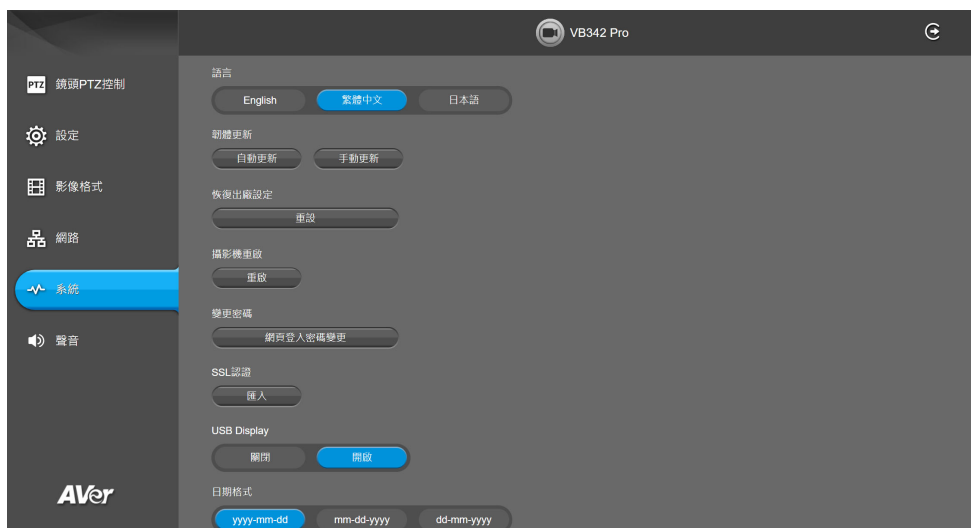 VB342 Pro
PTZ 鏡頭PTZ控制
設定
影像格式
網路
系統
聲音
AVer
語言
English 繁體中文 日本語
韌體更新
自動更新 手動更新
恢復出廠設定
重設
攝影機重啟
重啟
變更密碼
網頁登入密碼變更
SSL認證
匯入
USB Display
關閉 開啟
日期格式
yyyy-mm-dd mm-dd-yyyy dd-mm-yyyy